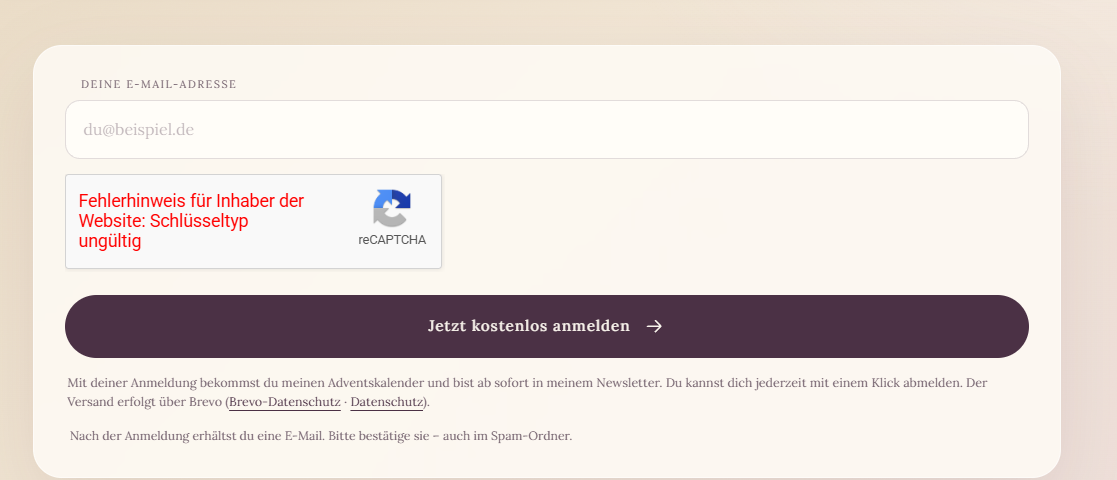 DEINE E-MAIL-ADRESSE
du@beispiel.de
Fehlerhinweis für Inhaber der
Website: Schlüsseltyp
ungültig
reCAPTCHA
Jetzt kostenlos anmelden →
Mit deiner Anmeldung bekommst du meinen Adventskalender und bist ab sofort in meinem Newsletter. Du kannst dich jederzeit mit einem Klick abmelden. Der
Versand erfolgt über Brevo (Brevo-Datenschutz · Datenschutz).
Nach der Anmeldung erhältst du eine E-Mail. Bitte bestätige sie – auch im Spam-Ordner.